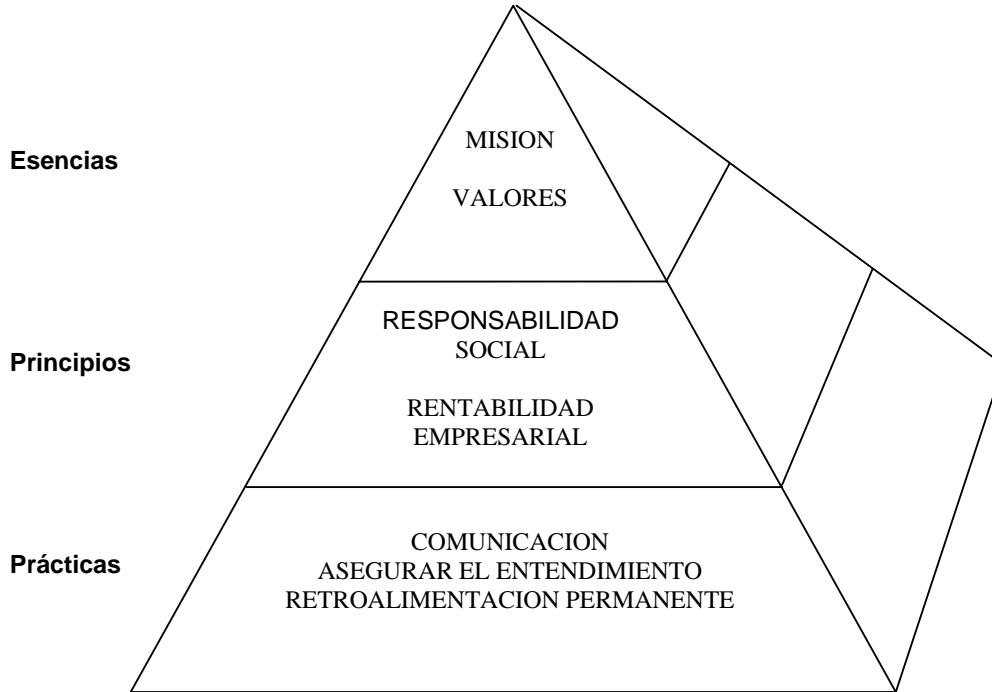 Esencias
MISION
VALORES
Principios
RESPONSABILIDAD
SOCIAL
RENTABILIDAD
EMPRESARIAL
Prácticas
COMUNICACION
ASEGURAR EL ENTENDIMIENTO
RETROALIMENTACION PERMANENTE